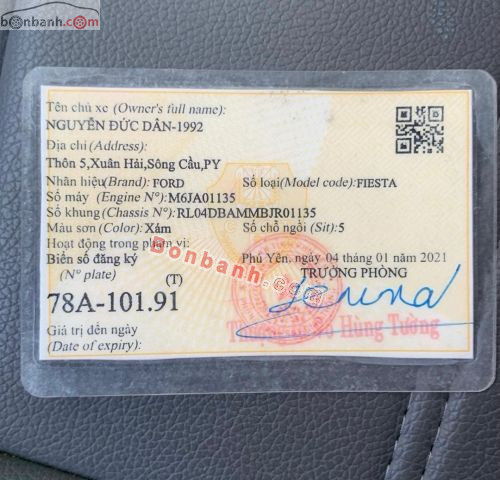 bonbanh.com
Tên chủ xe (Owner's full name):
NGUYỄN ĐỨC DÂN-1992
Địa chỉ (Address):
Thôn 5,Xuân Hải,Sông Cầu,PY
Nhãn hiệu(Brand): FORD Số loại(Model code):FIESTA
Số máy (Engine N°):M6JA01135
Số khung(Chassis N°):RL04DBAMMBJR01135
Màu sơn (Color):Xám Số chỗ ngồi (Sit):5
Hoạt động trong phạm vi:
Bonbanh.com
Biển số đăng ký Phú Yên, ngày 04 tháng 01 năm 2021
(N° plate) (T) TRƯỞNG PHÒNG
78A-101.91
Hùng Tường
Giá trị đến ngày
(Date of expiry):